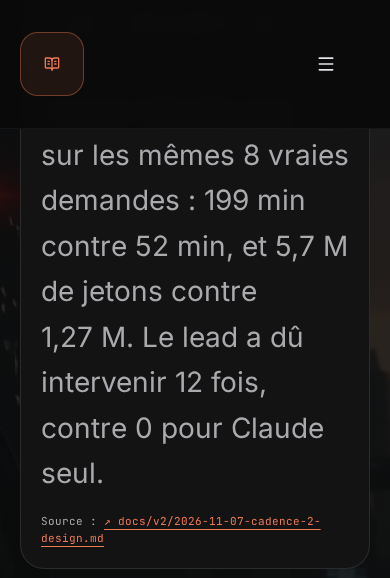 sur les mêmes 8 vraies
demandes : 199 min
contre 52 min, et 5,7 M
de jetons contre
1,27 M. Le lead a dû
intervenir 12 fois,
contre 0 pour Claude
seul.
Source : ↗ docs/v2/2026-11-07-cadence-2-
design.md